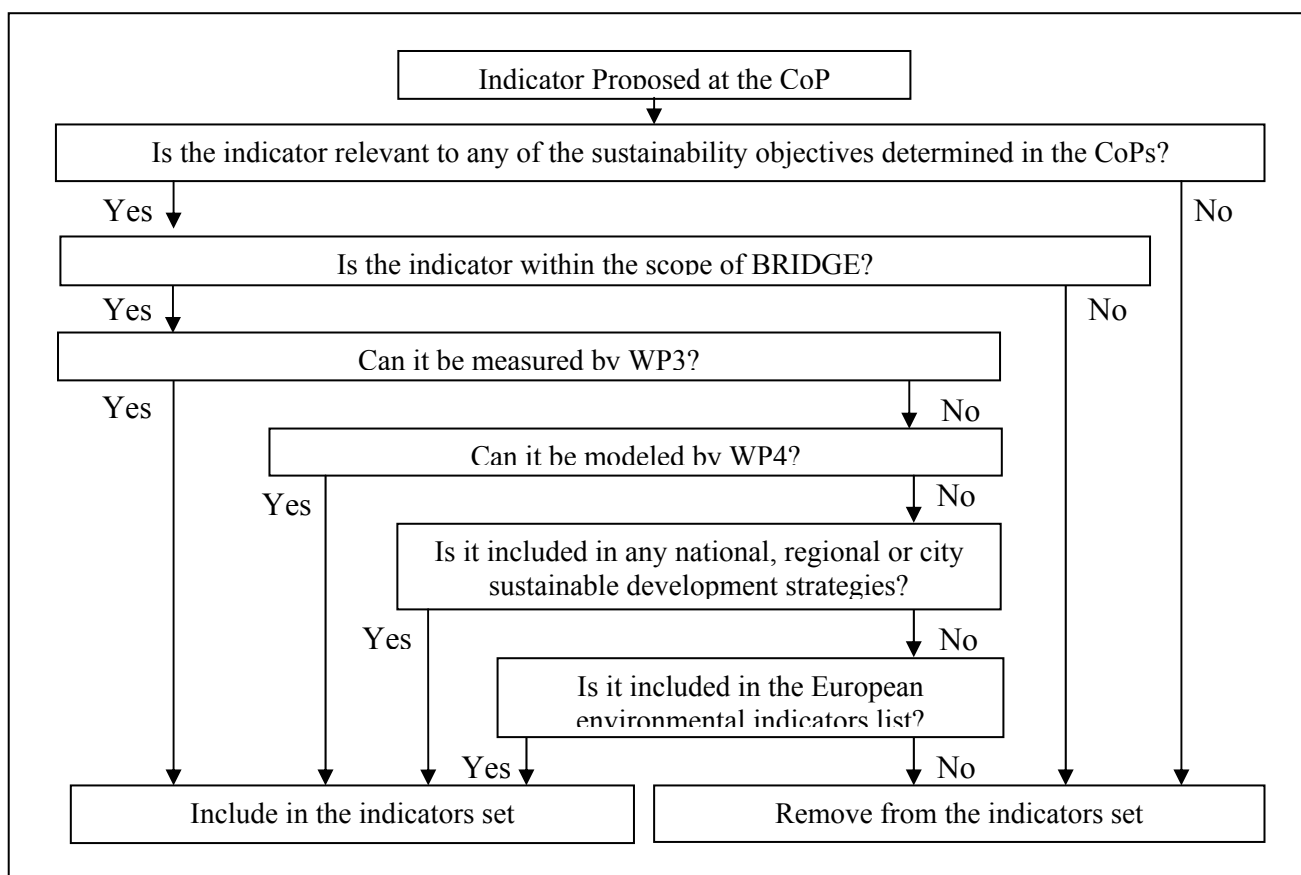 Indicator Proposed at the CoP
Is the indicator relevant to any of the sustainability objectives determined in the CoPs?
Yes
No
Is the indicator within the scope of BRIDGE?
Yes
No
Can it be measured by WP3?
Yes
No
Can it be modeled by WP4?
Yes
No
Is it included in any national, regional or city
sustainable development strategies?
Yes
No
Is it included in the European
environmental indicators list?
Yes
No
Include in the indicators set
Remove from the indicators set